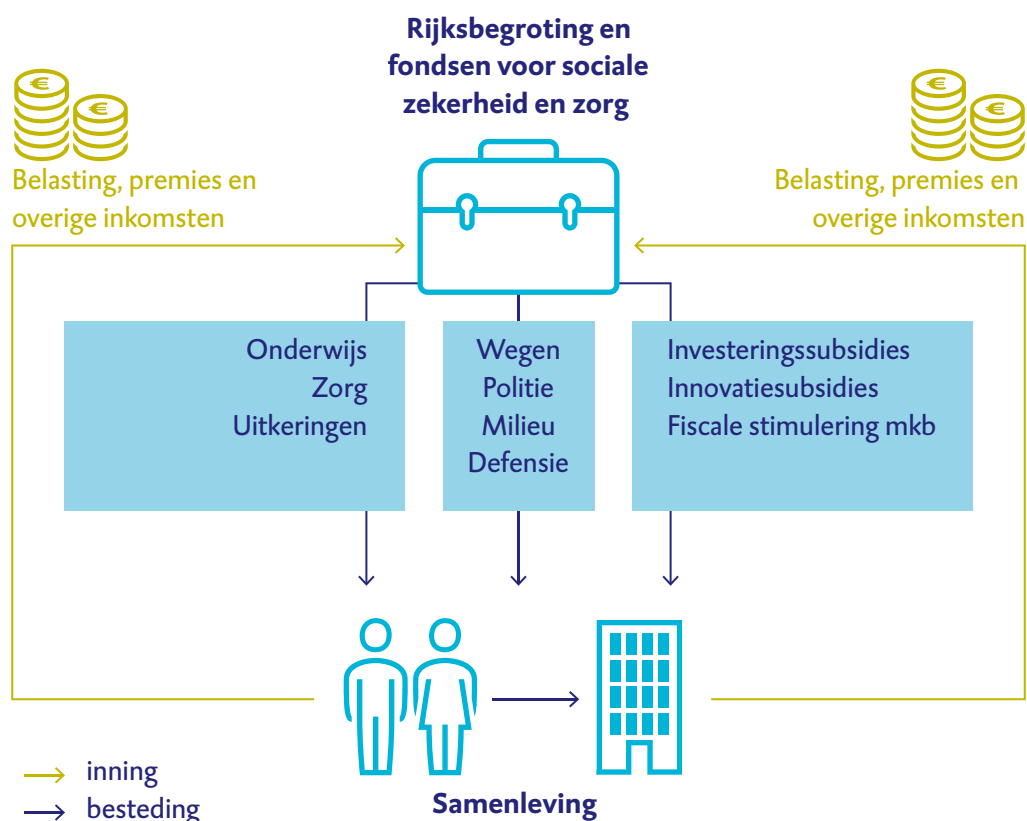 Rijksbegroting en
fondsen voor sociale
zekerheid en zorg
€
€
Belasting, premies en
overige inkomsten
€
€
Belasting, premies en
overige inkomsten
Onderwijs
Zorg
Uitkeringen
Wegen
Politie
Milieu
Defensie
Investeringssubsidies
Innovatiesubsidies
Fiscale stimulering mkb
inning
besteding
Samenleving